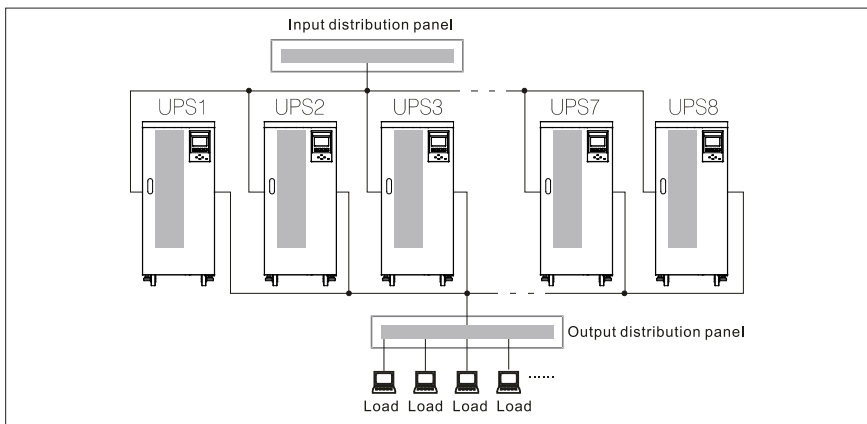 Input distribution panel
UPS1 UPS2 UPS3 UPS7 UPS8
Output distribution panel
......
Load Load Load Load